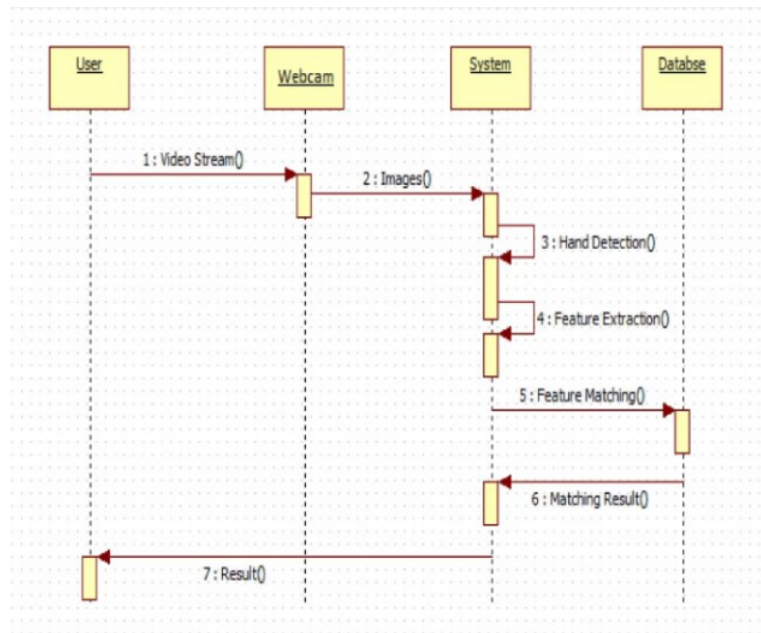 User
Webcam
System
Databse
1 : Video Stream()
2 : Images()
3 : Hand Detection()
4 : Feature Extraction()
5 : Feature Matching()
6 : Matching Result()
7 : Result()